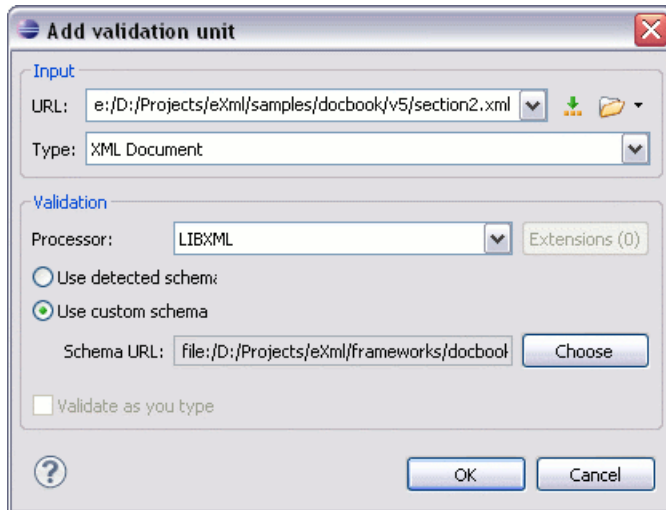 Add validation unit
Input
URL: e:/D:/Projects/eXml/samples/docbook/v5/section2.xml
Type: XML Document
Validation
Processor: LIBXML Extensions (0)
Use detected schema
Use custom schema
Schema URL: file:/D:/Projects/eXml/frameworks/docbook Choose
Validate as you type
? OK Cancel